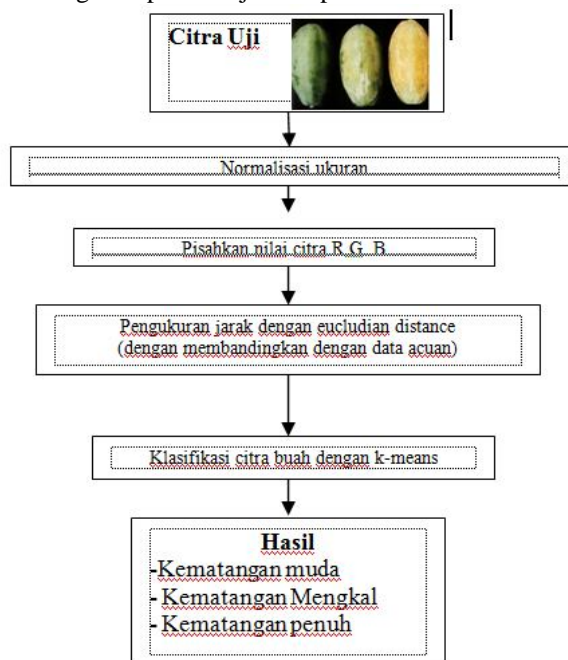 Citra Uji
Normalisasi ukuran
Pisahkan nilai citra R G B
Pengukuran jarak dengan eucludian distance
(dengan membandingkan dengan data acuan)
Klasifikasi citra buah dengan k-means
Hasil
-Kematangan muda
- Kematangan Mengkal
- Kematangan penuh